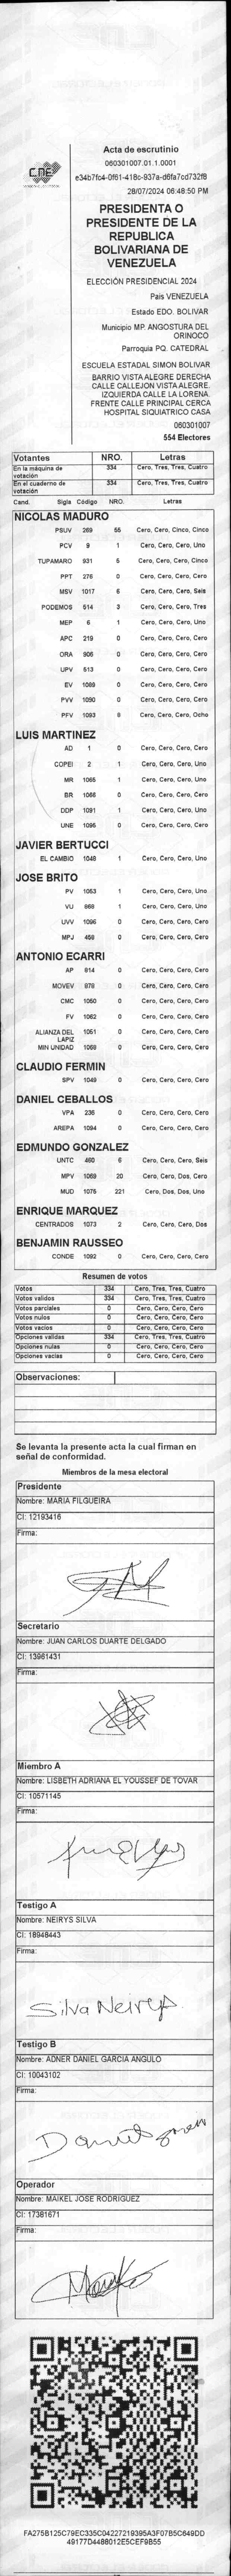 CNE
Acta de escrutinio
060301007.01.1.0001
e34b7fc4-0f61-418c-937a-d6fa7cd732f8
28/07/2024 06:48:50 PM
PRESIDENTA O
PRESIDENTE DE LA
REPUBLICA
BOLIVARIANA DE
VENEZUELA
ELECCIÓN PRESIDENCIAL 2024
Pais VENEZUELA
Estado EDO. BOLIVAR
Municipio MP. ANGOSTURA DEL
ORINOCO
Parroquia PQ. CATEDRAL
ESCUELA ESTADAL SIMON BOLIVAR
BARRIO VISTA ALEGRE DERECHA
CALLE CALLEJON VISTA ALEGRE.
IZQUIERDA CALLE LA LORENA.
FRENTE CALLE PRINCIPAL CERCA
HOSPITAL SIQUIATRICO CASA
060301007
554 Electores
Votantes NRO. Letras
En la máquina de votación 334 Cero, Tres, Tres, Cuatro
En el cuaderno de votación 334 Cero, Tres, Tres, Cuatro
Cand. Sigla Código NRO. Letras
NICOLAS MADURO
PSUV 269 55 Cero, Cero, Cinco, Cinco
PCV 9 1 Cero, Cero, Cero, Uno
TUPAMARO 931 5 Cero, Cero, Cero, Cinco
PPT 276 0 Cero, Cero, Cero, Cero
MSV 1017 6 Cero, Cero, Cero, Seis
PODEMOS 514 3 Cero, Cero, Cero, Tres
MEP 6 1 Cero, Cero, Cero, Uno
APC 219 0 Cero, Cero, Cero, Cero
ORA 906 0 Cero, Cero, Cero, Cero
UPV 513 0 Cero, Cero, Cero, Cero
EV 1089 0 Cero, Cero, Cero, Cero
PVV 1090 0 Cero, Cero, Cero, Cero
PFV 1093 8 Cero, Cero, Cero, Ocho
LUIS MARTINEZ
AD 1 0 Cero, Cero, Cero, Cero
COPEI 2 1 Cero, Cero, Cero, Uno
MR 1065 1 Cero, Cero, Cero, Uno
BR 1066 0 Cero, Cero, Cero, Cero
DDP 1091 1 Cero, Cero, Cero, Uno
UNE 1095 0 Cero, Cero, Cero, Cero
JAVIER BERTUCCI
EL CAMBIO 1048 1 Cero, Cero, Cero, Uno
JOSE BRITO
PV 1053 1 Cero, Cero, Cero, Uno
VU 868 1 Cero, Cero, Cero, Uno
UVV 1096 0 Cero, Cero, Cero, Cero
MPJ 458 0 Cero, Cero, Cero, Cero
ANTONIO ECARRI
AP 814 0 Cero, Cero, Cero, Cero
MOVEV 979 0 Cero, Cero, Cero, Cero
CMC 1050 0 Cero, Cero, Cero, Cero
FV 1062 0 Cero, Cero, Cero, Cero
ALIANZA DEL LAPIZ 1051 0 Cero, Cero, Cero, Cero
MIN UNIDAD 1069 0 Cero, Cero, Cero, Cero
CLAUDIO FERMIN
SPV 1049 0 Cero, Cero, Cero, Cero
DANIEL CEBALLOS
VPA 236 0 Cero, Cero, Cero, Cero
AREPA 1094 0 Cero, Cero, Cero, Cero
EDMUNDO GONZALEZ
UNTC 460 6 Cero, Cero, Cero, Seis
MPV 1069 20 Cero, Cero, Dos, Cero
MUD 1075 221 Cero, Dos, Dos, Uno
ENRIQUE MARQUEZ
CENTRADOS 1073 2 Cero, Cero, Cero, Dos
BENJAMIN RAUSSEO
CONDE 1092 0 Cero, Cero, Cero, Cero
Resumen de votos
Votos 334 Cero, Tres, Tres, Cuatro
Votos validos 334 Cero, Tres, Tres, Cuatro
Votos parciales 0 Cero, Cero, Cero, Cero
Votos nulos 0 Cero, Cero, Cero, Cero
Votos vacios 0 Cero, Cero, Cero, Cero
Opciones validas 334 Cero, Tres, Tres, Cuatro
Opciones nulas 0 Cero, Cero, Cero, Cero
Opciones vacias 0 Cero, Cero, Cero, Cero
Observaciones:
Se levanta la presente acta la cual firman en
señal de conformidad.
Miembros de la mesa electoral
Presidente
Nombre: MARIA FILGUEIRA
CI: 12193416
Firma:
Secretario
Nombre: JUAN CARLOS DUARTE DELGADO
CI: 13961431
Firma:
Miembro A
Nombre: LISBETH ADRIANA EL YOUSSEF DE TOVAR
CI: 10571145
Firma:
Testigo A
Nombre: NEIRYS SILVA
CI: 18948443
Firma:
Silva Neirys
Testigo B
Nombre: ADNER DANIEL GARCIA ANGULO
CI: 10043102
Firma:
Operador
Nombre: MAIKEL JOSE RODRIGUEZ
CI: 17381671
Firma:
FA275B125C79EC335C04227219395A3F07B5C649DD
49177D4488012E5CEF9B55